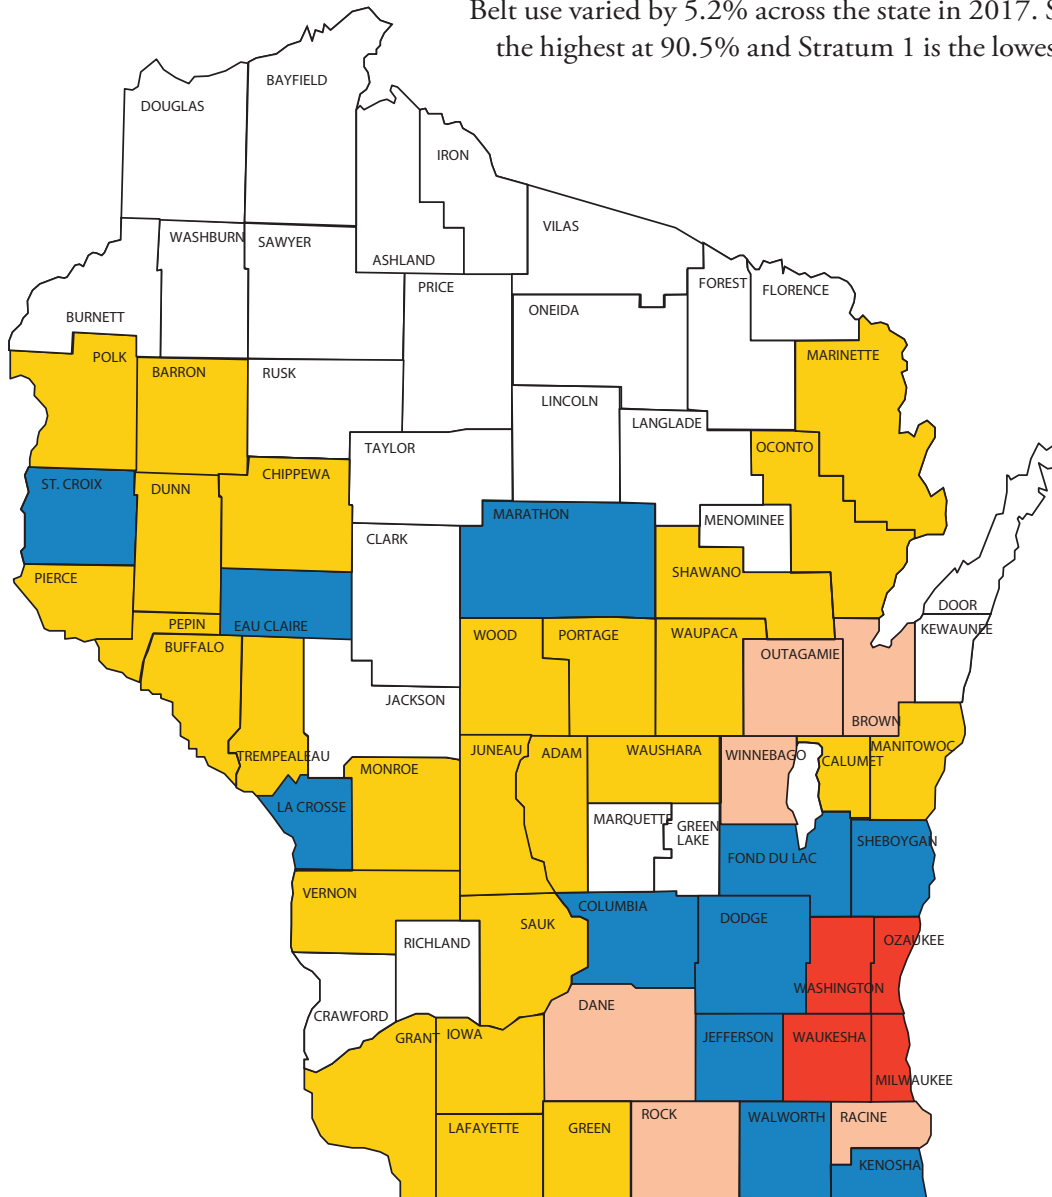 Belt use varied by 5.2% across the state in 2017. S
the highest at 90.5% and Stratum 1 is the lowes
BAYFIELD
DOUGLAS
IRON
VILAS
WASHBURN
SAWYER
ASHLAND
PRICE
FOREST
FLORENCE
ONEIDA
BURNETT
POLK
BARRON
RUSK
MARINETTE
LINCOLN
LANGLADE
TAYLOR
OCONTO
CHIPPEWA
ST. CROIX
DUNN
MARATHON
MENOMINEE
CLARK
SHAWANO
PIERCE
DOOR
PEPIN
EAU CLAIRE
KEWAUNEE
WOOD
PORTAGE
WAUPACA
BUFFALO
OUTAGAMIE
JACKSON
BROWN
TREMPEALEAU
JUNEAU
ADAM
WAUSHARA
WINNEBAGO
CALUMET
MANITOWOC
MONROE
LA CROSSE
MARQUETTE
GREEN
LAKE
FOND DU LAC
SHEBOYGAN
VERNON
COLUMBIA
DODGE
SAUK
RICHLAND
OZAUKEE
WASHINGTON
DANE
CRAWFORD
GRANT
IOWA
JEFFERSON
WAUKESHA
MILWAUKEE
LAFAYETTE
GREEN
ROCK
WALWORTH
RACINE
KENOSHA